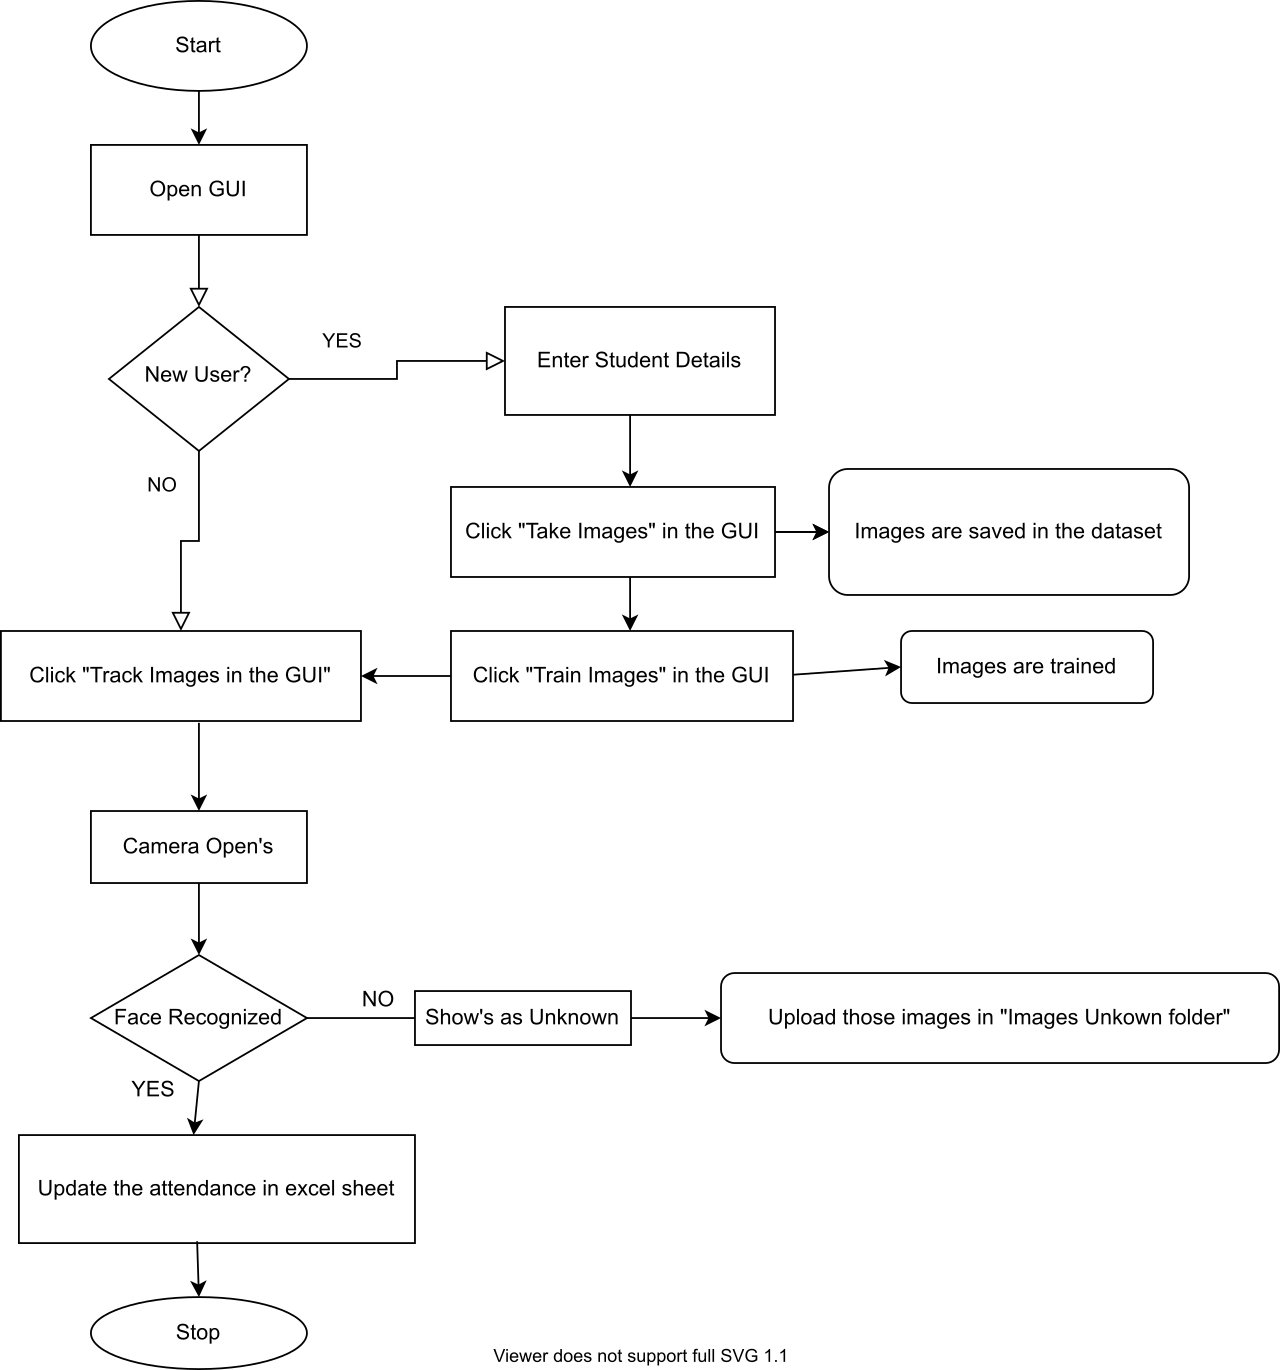 Start
Open GUI
New User?
YES
Enter Student Details
NO
Click "Take Images" in the GUI
Images are saved in the dataset
Click "Track Images in the GUI"
Click "Train Images" in the GUI
Images are trained
Camera Open's
Face Recognized
NO
Show's as Unknown
Upload those images in "Images Unkown folder"
YES
Update the attendance in excel sheet
Stop
Viewer does not support full SVG 1.1